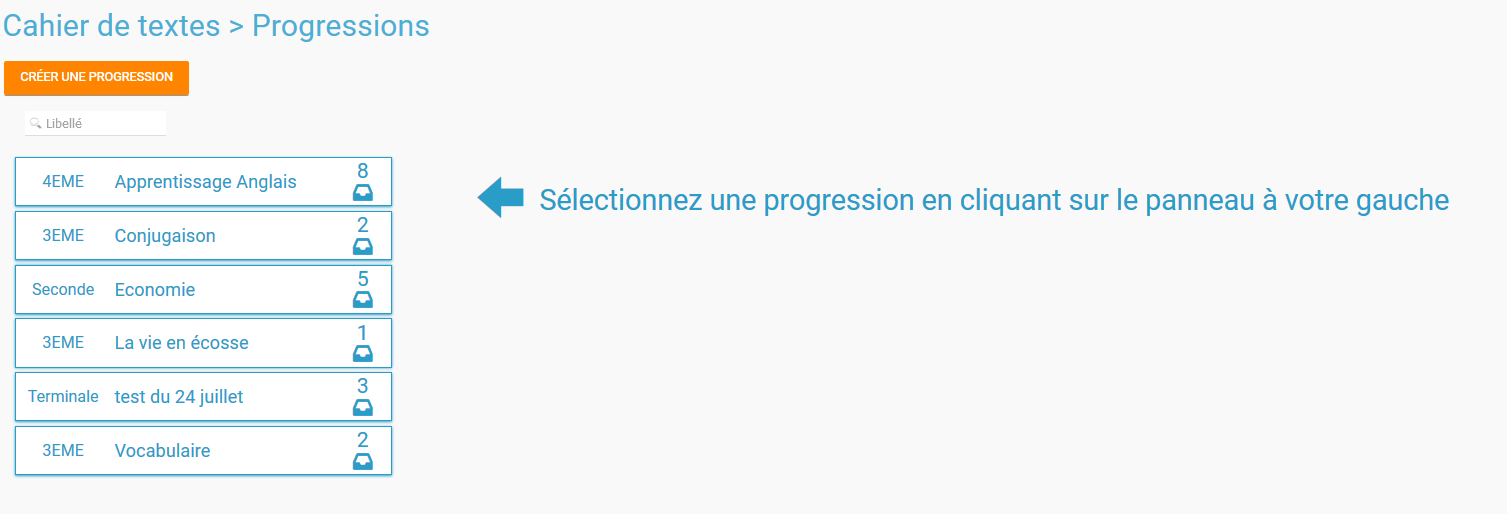 Cahier de textes > Progressions
CRÉER UNE PROGRESSION
Libellé
4EME Apprentissage Anglais 8
3EME Conjugaison 2
Seconde Economie 5
3EME La vie en écosse 1
Terminale test du 24 juillet 3
3EME Vocabulaire 2
Sélectionnez une progression en cliquant sur le panneau à votre gauche